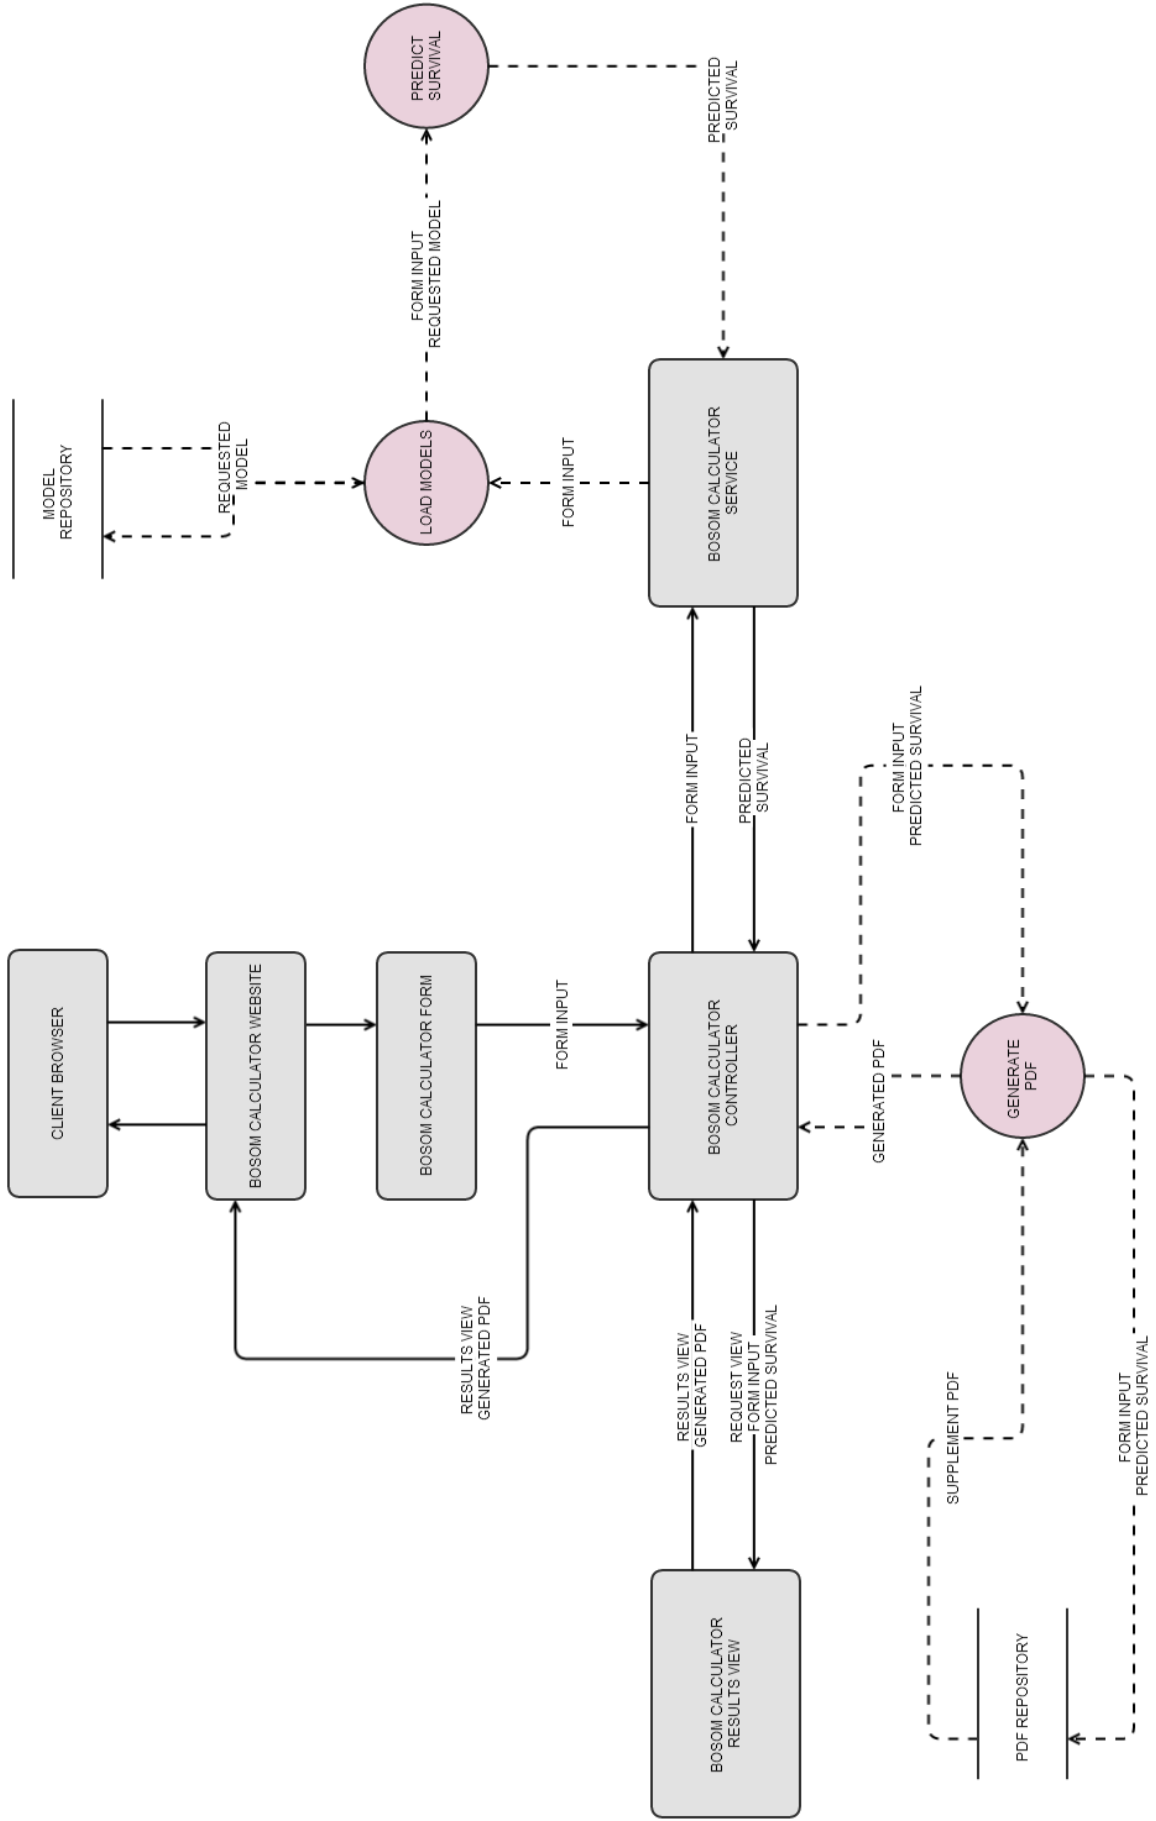 PREDICT
SURVIVAL
PREDICTED
SURVIVAL
FORM INPUT
REQUESTED MODEL
MODEL
REPOSITORY
REQUESTED
MODEL
LOAD MODELS
FORM INPUT
BOSOM CALCULATOR
SERVICE
FORM INPUT
PREDICTED
SURVIVAL
FORM INPUT
PREDICTED SURVIVAL
CLIENT BROWSER
BOSOM CALCULATOR WEBSITE
BOSOM CALCULATOR FORM
FORM INPUT
BOSOM CALCULATOR
CONTROLLER
GENERATED PDF
GENERATE
PDF
RESULTS VIEW
GENERATED PDF
RESULTS VIEW
GENERATED PDF
REQUEST VIEW
FORM INPUT
PREDICTED SURVIVAL
SUPPLEMENT PDF
FORM INPUT
PREDICTED SURVIVAL
BOSOM CALCULATOR
RESULTS VIEW
PDF REPOSITORY